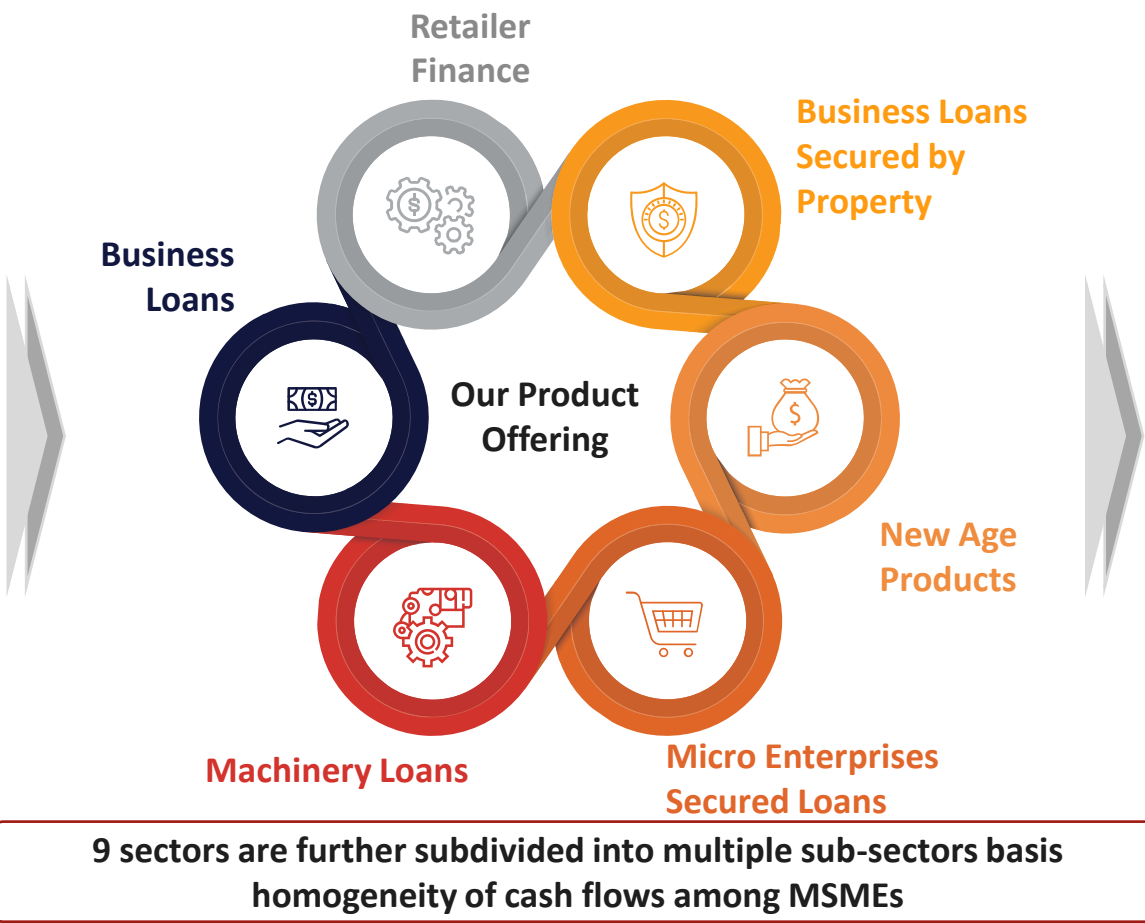 Retailer
Finance
Business Loans
Secured by
Property
Business
Loans
Our Product
Offering
New Age
Products
Machinery Loans
Micro Enterprises
Secured Loans
9 sectors are further subdivided into multiple sub-sectors basis
homogeneity of cash flows among MSMEs